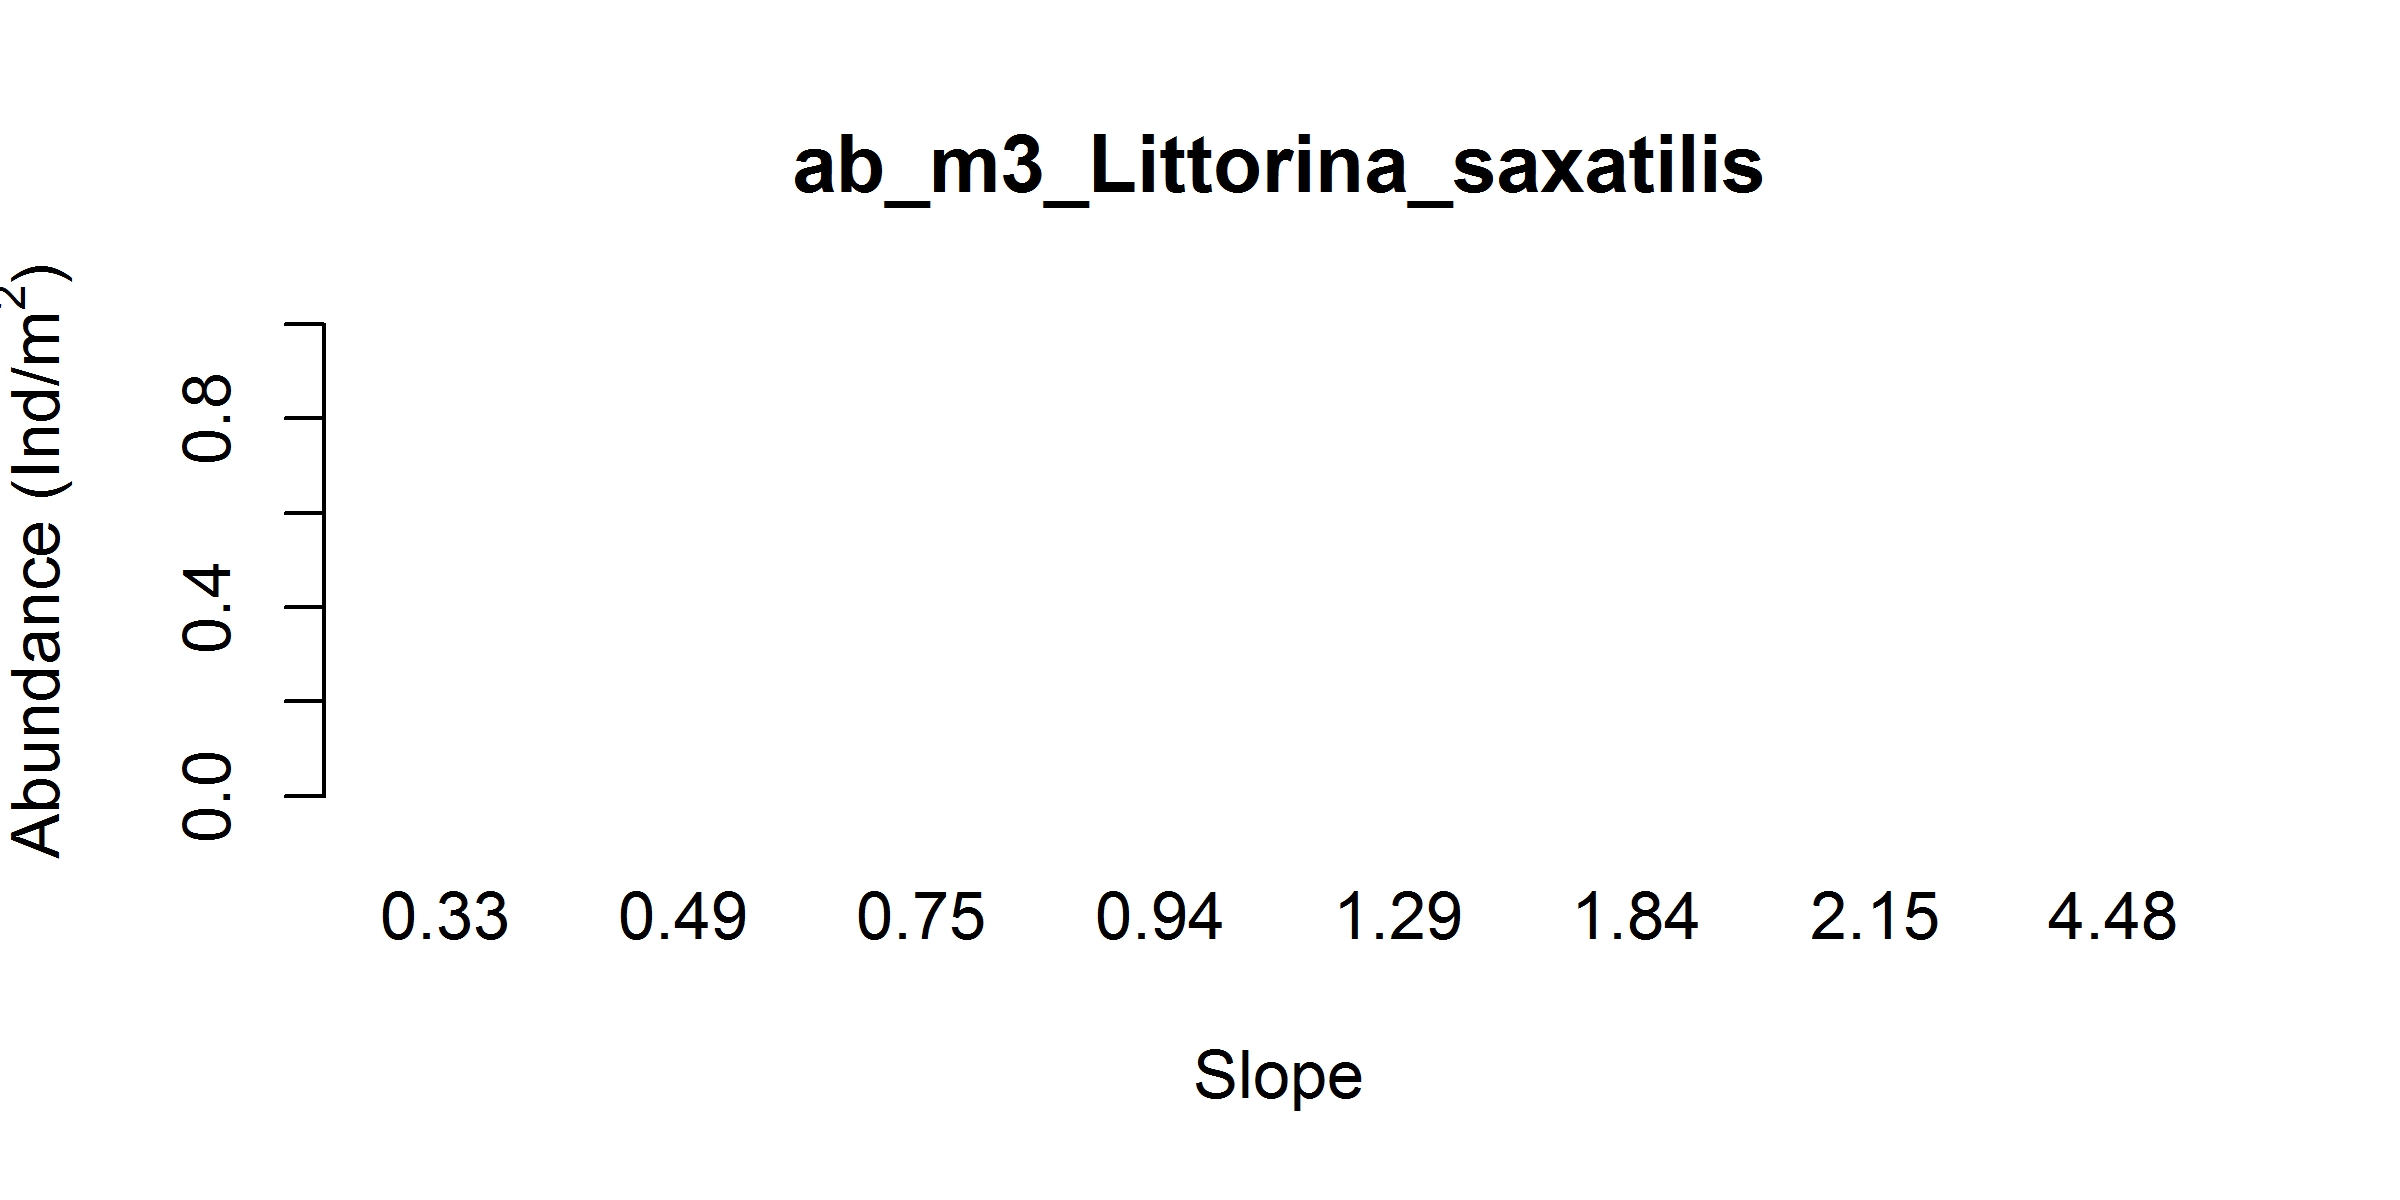 ab_m3_Littorina_saxatilis
Abundance (Ind/m²)
0.8
0.4
0.0
0.33 0.49 0.75 0.94 1.29 1.84 2.15 4.48
Slope